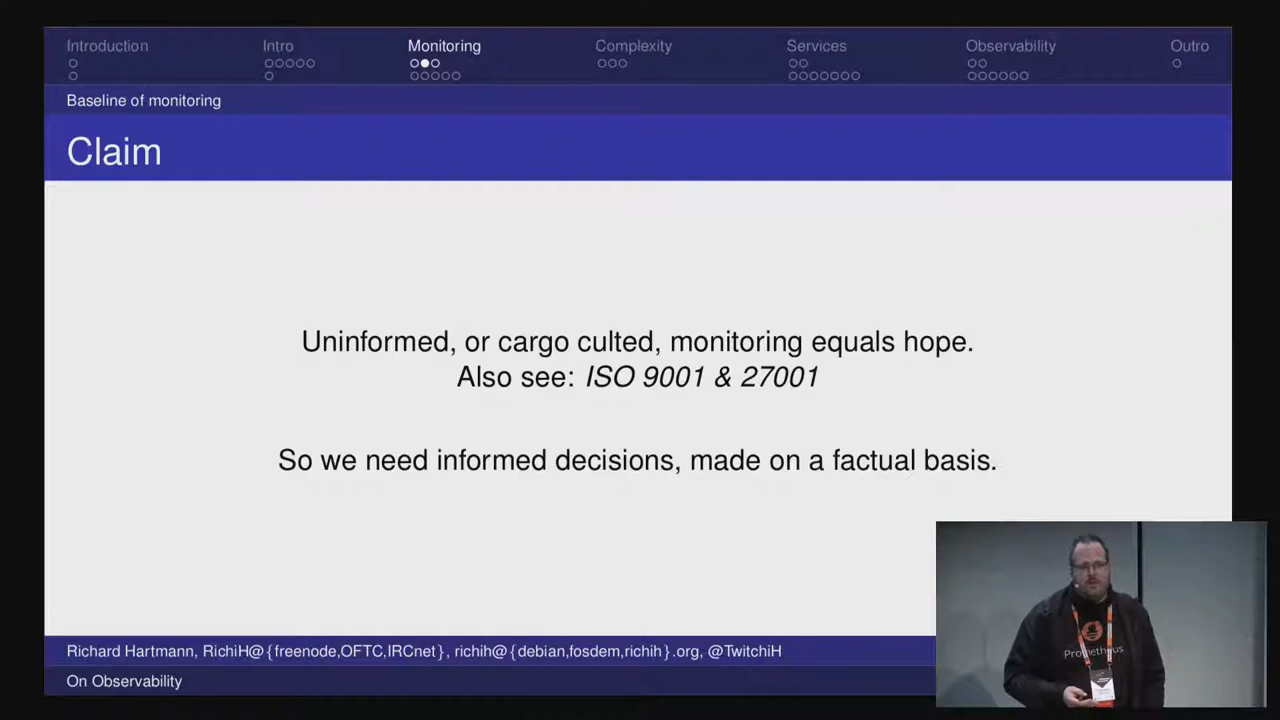 Introduction
Intro
Monitoring
Complexity
Services
Observability
Outro
Baseline of monitoring
Claim
Uninformed, or cargo culted, monitoring equals hope.
Also see: ISO 9001 & 27001
So we need informed decisions, made on a factual basis.
Richard Hartmann, RichiH@{freenode,OFTC,IRCnet}, richih@{debian,fosdem,richih}.org, @TwitchiH
On Observability
Prometheus